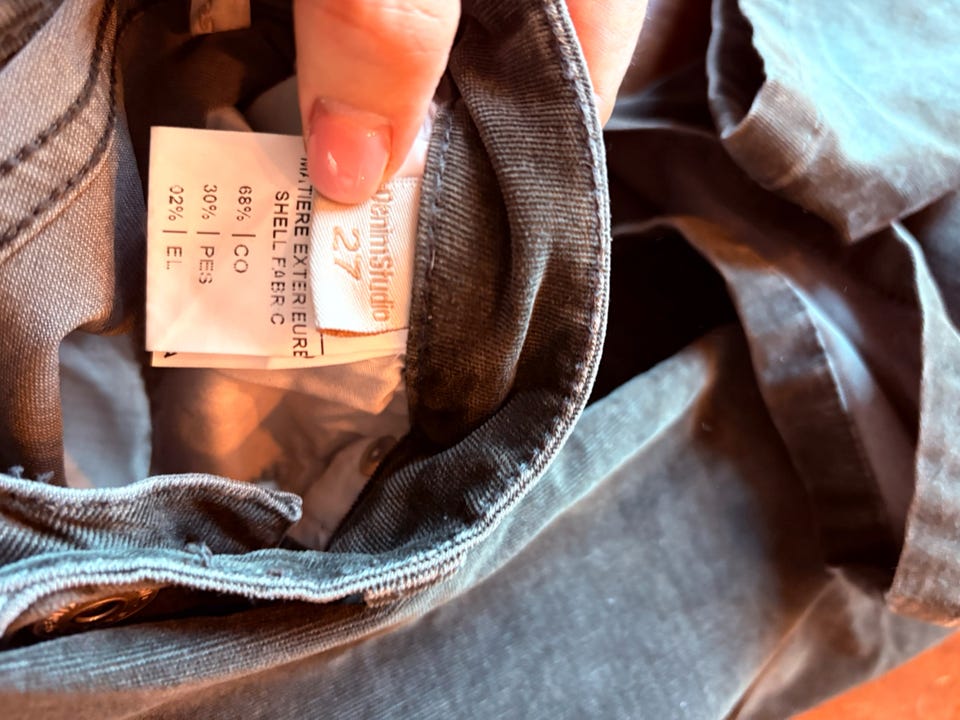 DenimStudio
27
MATIERE EXTERIEURE
SHELL FABRIC
68% | CO
30% | PES
02% | EL